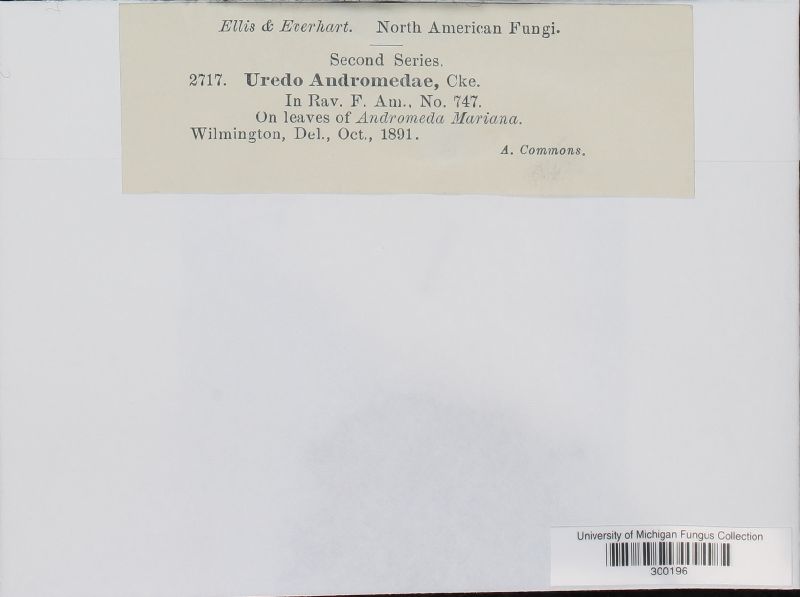 Ellis & Everhart. North American Fungi.
Second Series.
2717. Uredo Andromedae, Cke.
In Rav. F. Am., No. 747.
On leaves of Andromeda Mariana.
Wilmington, Del., Oct., 1891.
A. Commons.
University of Michigan Fungus Collection
300196